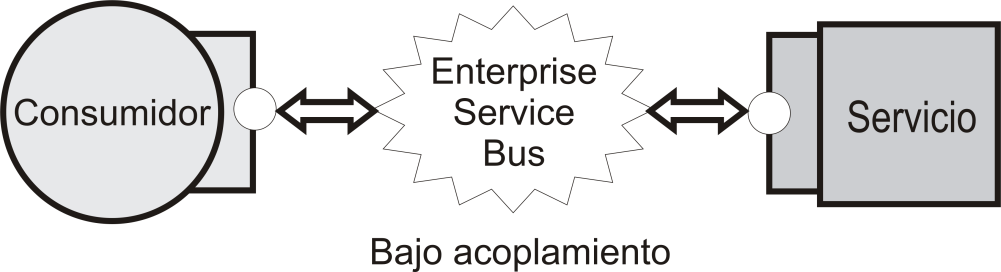 Consumidor
Enterprise
Service
Bus
Servicio
Bajo acoplamiento